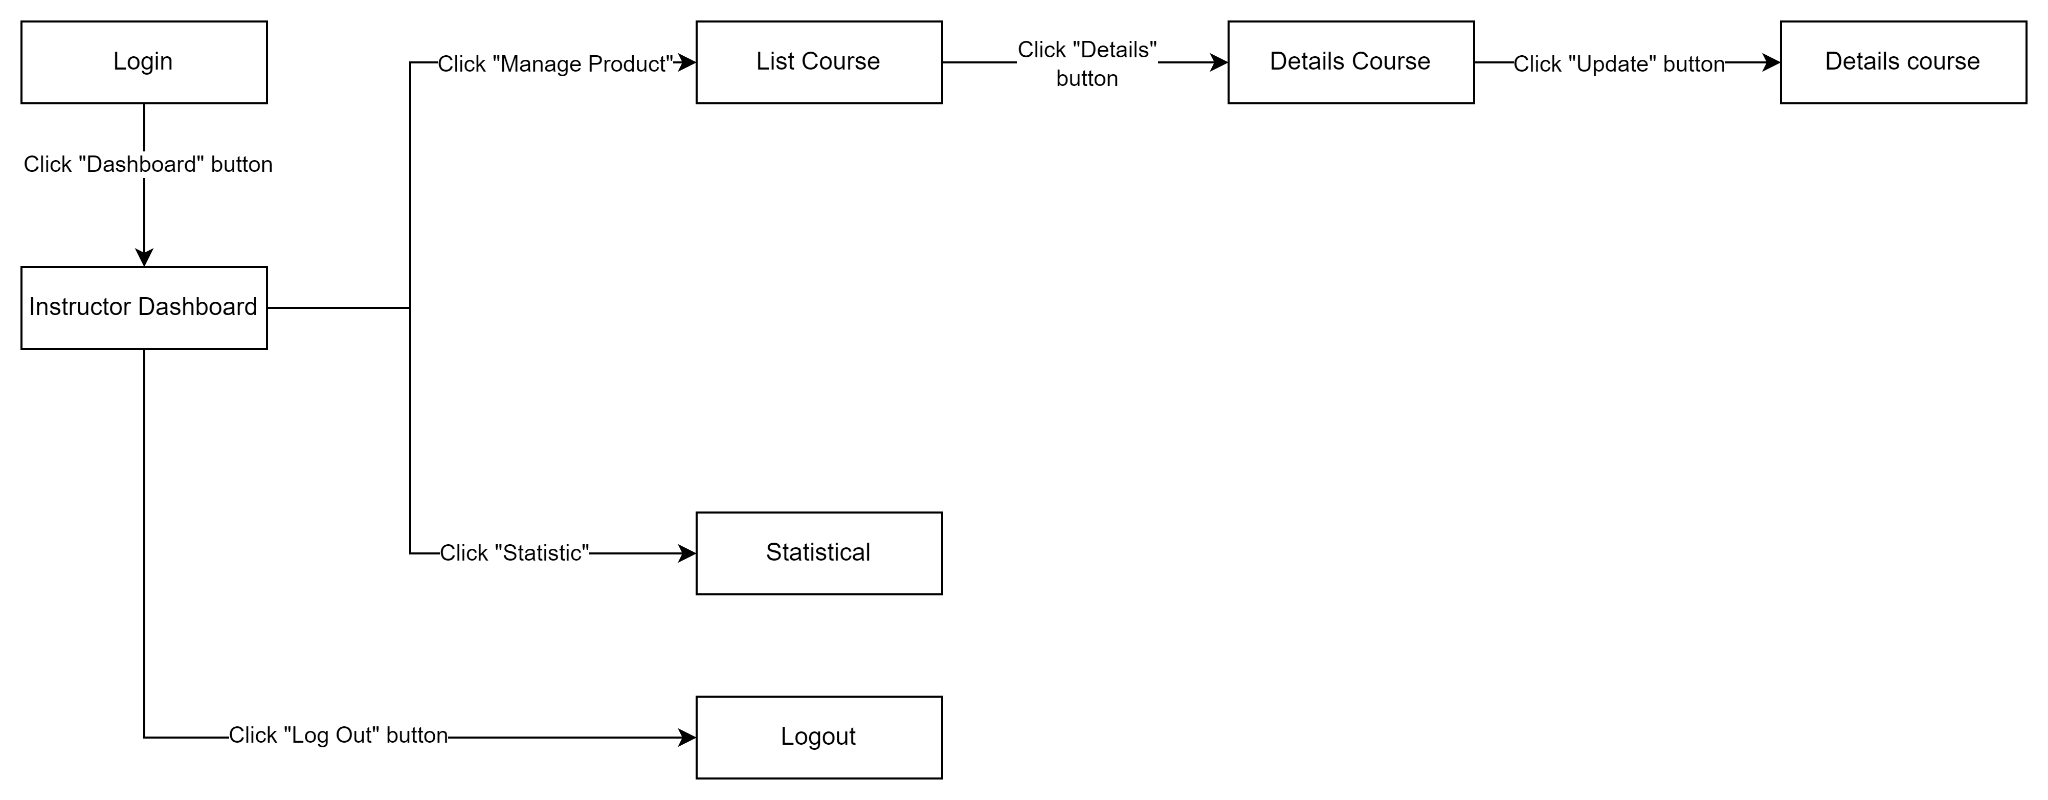 Login
Click "Manage Product"
List Course
Click "Details"
button
Details Course
Click "Update" button
Details course
Click "Dashboard" button
Instructor Dashboard
Click "Statistic"
Statistical
Click "Log Out" button
Logout